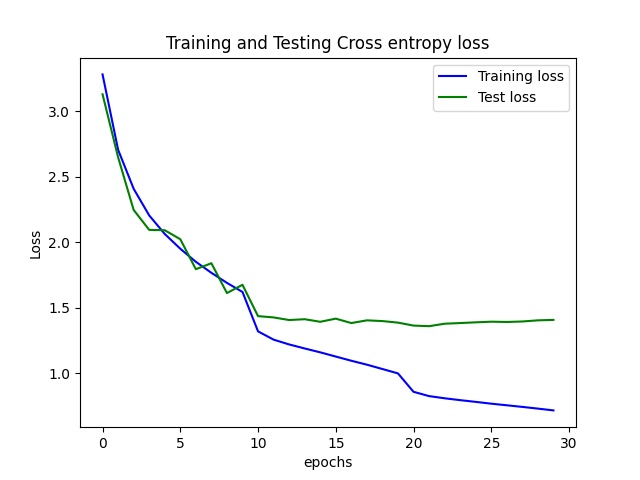 Training and Testing Cross entropy loss
Training loss
Test loss
3.0
2.5
2.0
1.5
1.0
Loss
0 5 10 15 20 25 30
epochs